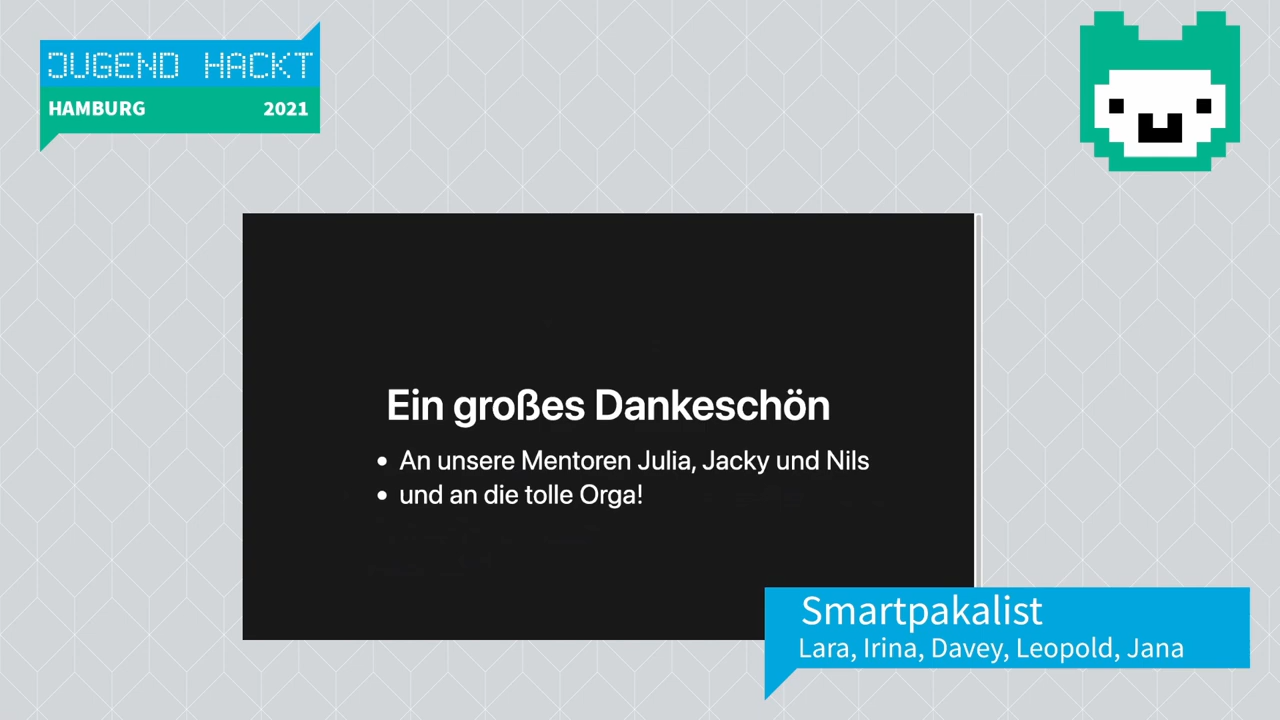 JUGEND HACKT
HAMBURG 2021
Ein großes Dankeschön
• An unsere Mentoren Julia, Jacky und Nils
• und an die tolle Orga!
Smartpakalist
Lara, Irina, Davey, Leopold, Jana